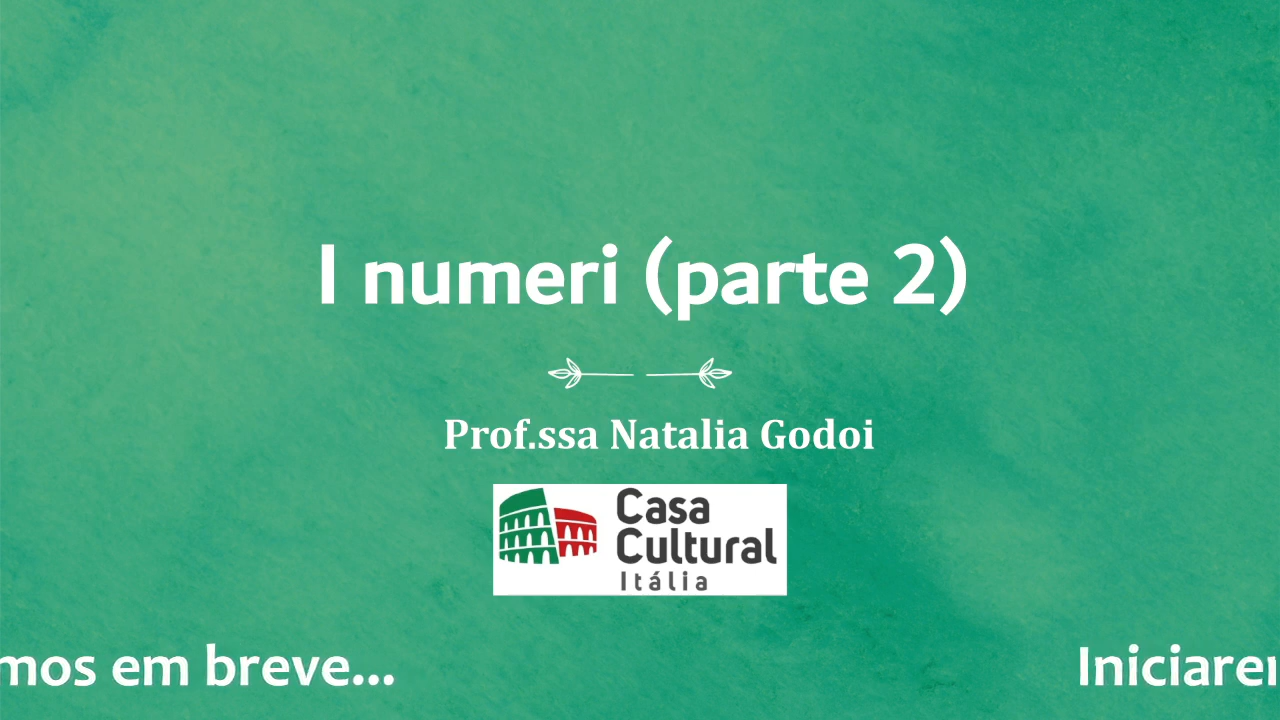 I numeri (parte 2)
Prof.ssa Natalia Godoi
Casa
Cultural
Itália
mos em breve... Iniciarem